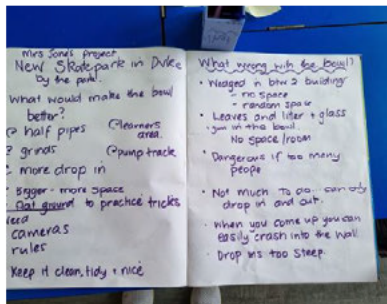 Mrs Jones project
New Skatepark in Duke
by the park.
What would make the bowl
better?
half pipes
learners
area.
grinds
pump track
more drop in
Bigger - more space
flat ground to practice tricks
cameras
rules
Keep it clean, tidy + nice
What wrong with the bowl?
• Wedged in btw 2 building
- no space
- random space
• Leaves and liter + glass
in the bowl.
No space/room
• Dangerous if too meny
peope
• Not much to do... can only
drop in and out.
• When you come up you can
easily crash into the wall.
• Drop ins too steep.